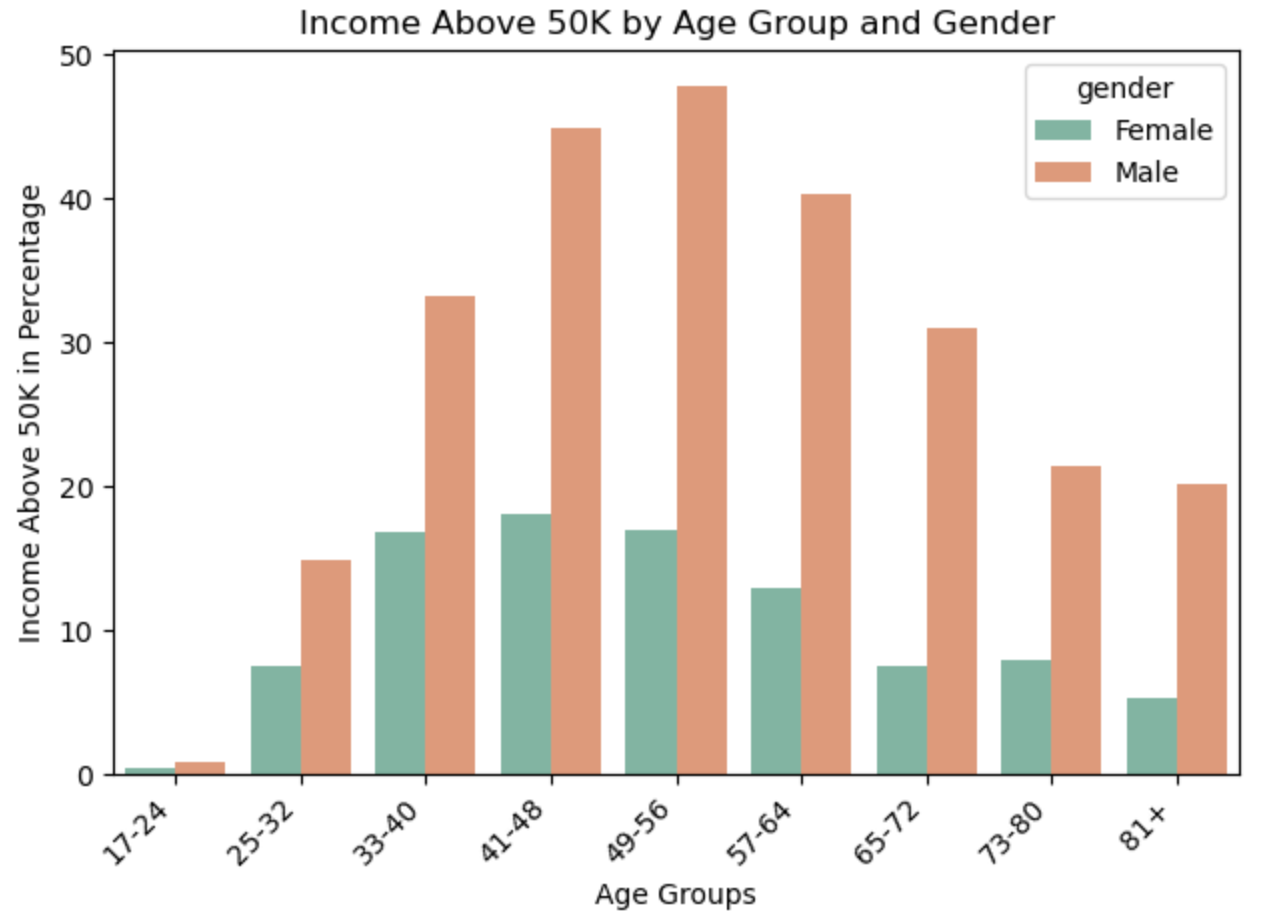 Income Above 50K by Age Group and Gender
gender
Female
Male
Income Above 50K in Percentage
50
40
30
20
10
0
17-24
25-32
33-40
41-48
49-56
57-64
65-72
73-80
81+
Age Groups